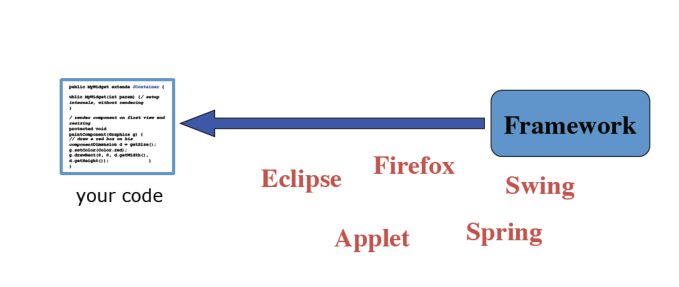 public MyWidget extends JContainer {
ublic MyWidget(int param) {/ setup
internals, without rendering
}
/ render component on first view and
resizing
protected void
paintComponent(Graphics g) {
// draw a red box on his
componentDimension d = getSize();
g.setColor(Color.red);
g.drawRect(0, 0, d.getWidth(),
d.getHeight()); }
}
your code
Framework
Eclipse
Firefox
Swing
Applet
Spring